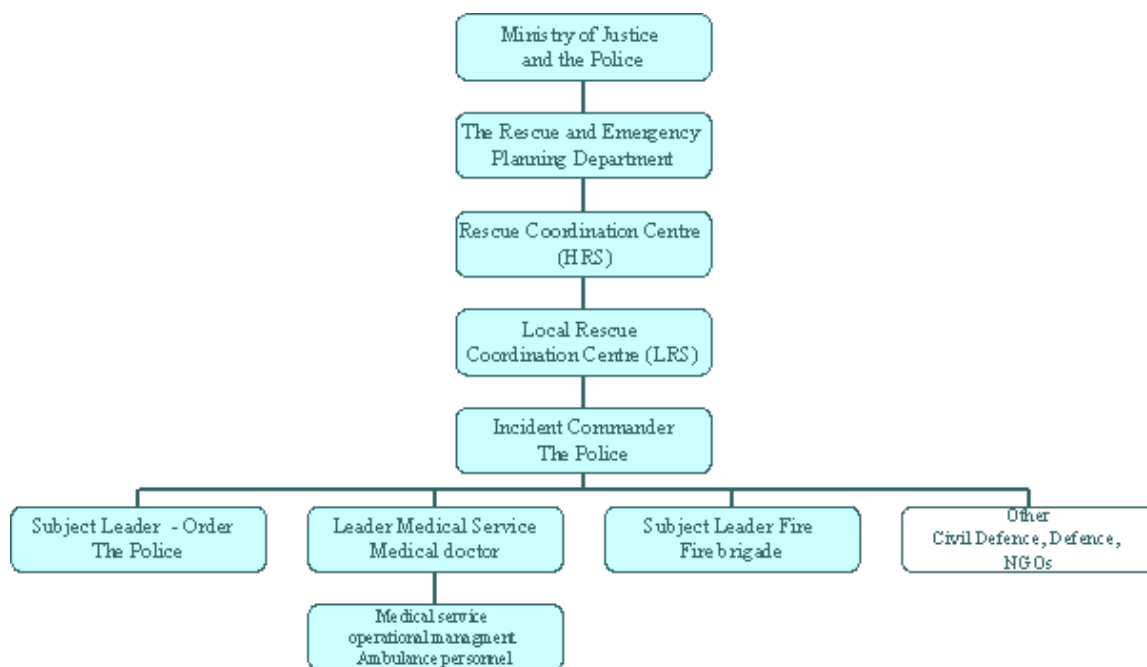 Ministry of Justice
and the Police
The Rescue and Emergency
Planning Department
Rescue Coordination Centre
(HRS)
Local Rescue
Coordination Centre (LRS)
Incident Commander
The Police
Subject Leader - Order
The Police
Leader Medical Service
Medical doctor
Subject Leader Fire
Fire brigade
Other
Civil Defence, Defence,
NGOs
Medical service
operational managment.
Ambulance personnel